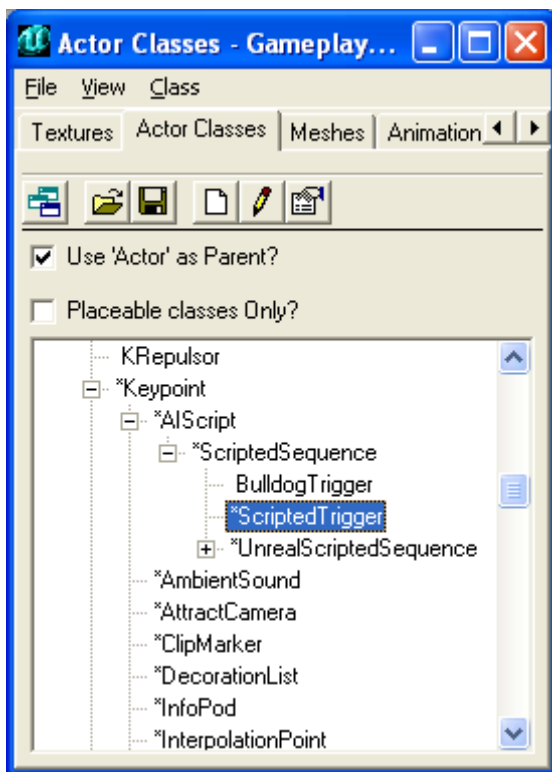 Actor Classes - Gameplay...
File View Class
Textures Actor Classes Meshes Animation
Use 'Actor' as Parent?
Placeable classes Only?
KRepulsor
*Keypoint
*AIScript
*ScriptedSequence
BulldogTrigger
*ScriptedTrigger
*UnrealScriptedSequence
*AmbientSound
*AttractCamera
*ClipMarker
*DecorationList
*InfoPod
*InterpolationPoint